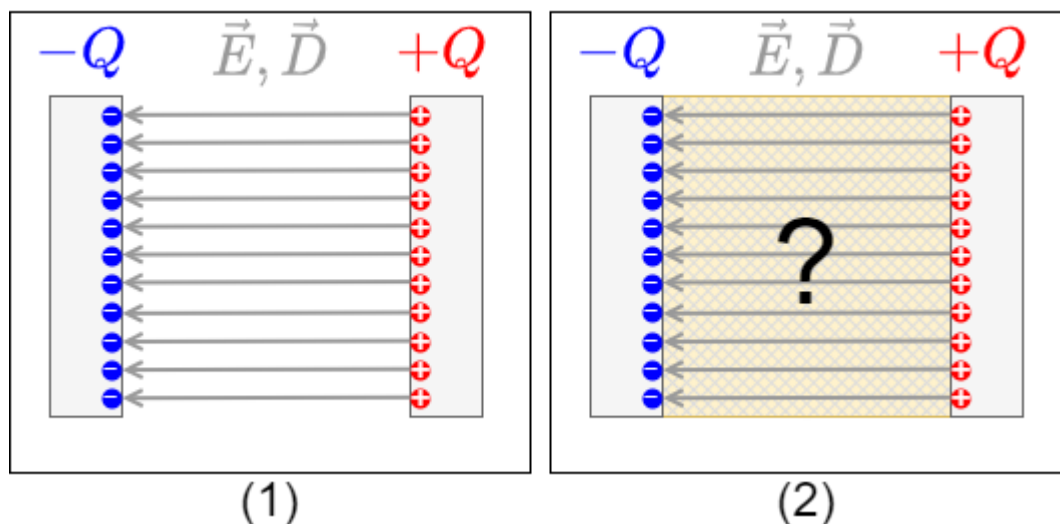 −Q E⃗, D⃗ +Q
−Q E⃗, D⃗ +Q
?
(1)
(2)